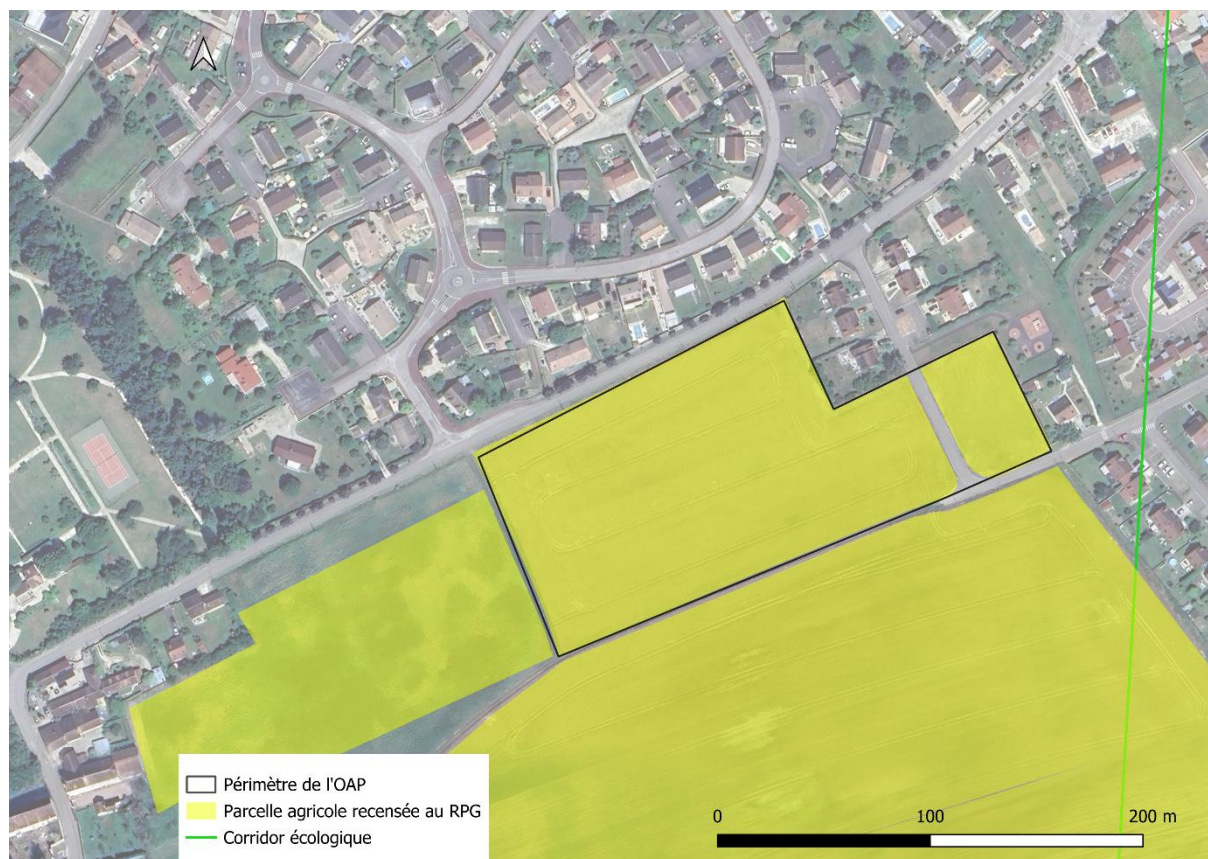 Périmètre de l'OAP
Parcelle agricole recensée au RPG
Corridor écologique
0 100 200 m